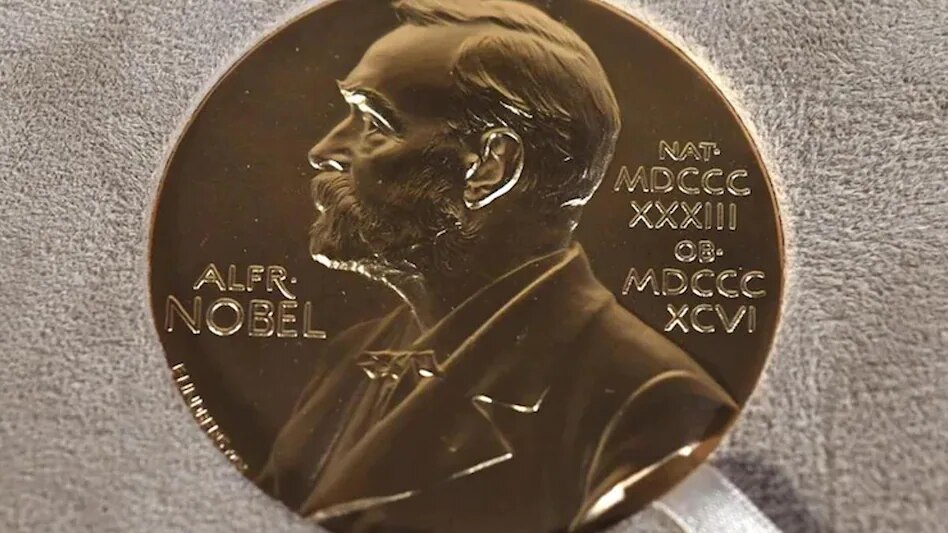 ALFR·
NOBEL
NAT·
MDCCC
XXXIII
OB·
MDCCC
XCVI